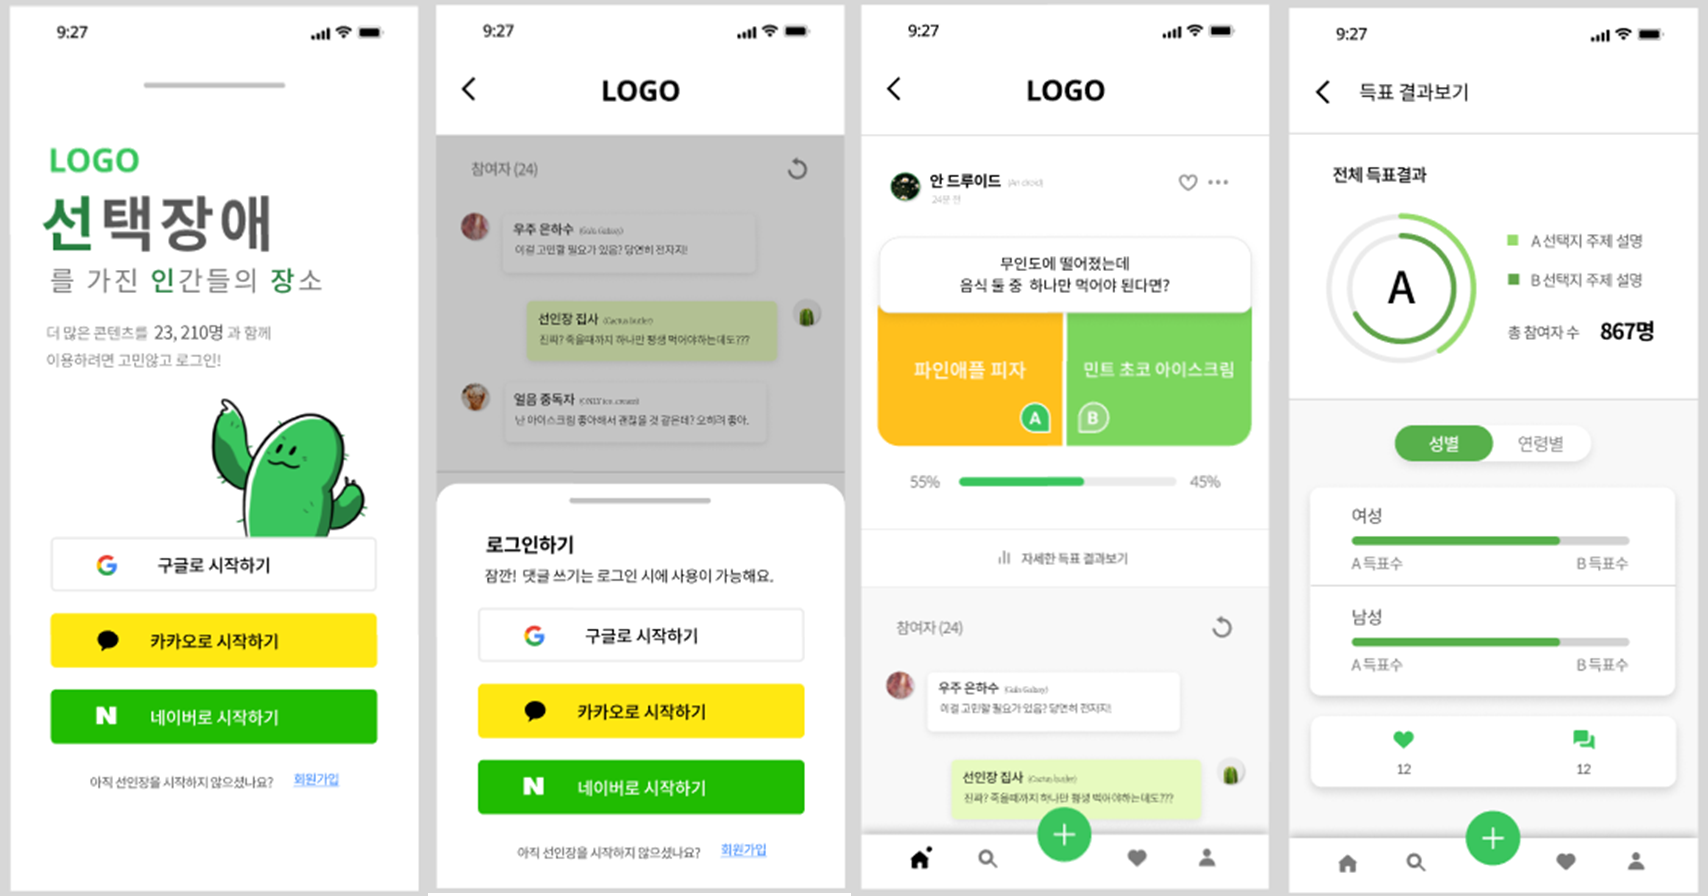 9:27
LOGO
선택장애
를 가진 인간들의 장소
더 많은 콘텐츠를 23, 210명 과 함께
이용하려면 고민않고 로그인!
구글로 시작하기
카카오로 시작하기
N 네이버로 시작하기
아직 선인장을 시작하지 않으셨나요? 회원가입
9:27
LOGO
참여자 (24)
우주 은하수
이걸 고민할 필요가 있음? 당연히 전자지!
선인장 집사 (Cactus butler)
진짜? 죽을때까지 하나만 평생 먹어야하는데도???
얼음 중독자 (ONLY ice cream)
난 아이스크림 좋아해서 괜찮을 것 같은데? 오히려 좋아.
로그인하기
잠깐! 댓글 쓰기는 로그인 시에 사용이 가능해요.
구글로 시작하기
카카오로 시작하기
N 네이버로 시작하기
아직 선인장을 시작하지 않으셨나요? 회원가입
9:27
LOGO
안 드루이드 (An droid)
24분 전
무인도에 떨어졌는데
음식 둘 중 하나만 먹어야 된다면?
파인애플 피자
A
민트 초코 아이스크림
B
55% 45%
자세한 득표 결과보기
참여자 (24)
우주 은하수
이걸 고민할 필요가 있음? 당연히 전자지!
선인장 집사 (Cactus butler)
진짜? 죽을때까지 하나만 평생 먹어야하는데도???
9:27
득표 결과보기
전체 득표결과
A
A 선택지 주제 설명
B 선택지 주제 설명
총 참여자 수 867명
성별 연령별
여성
A 득표수 B 득표수
남성
A 득표수 B 득표수
12 12